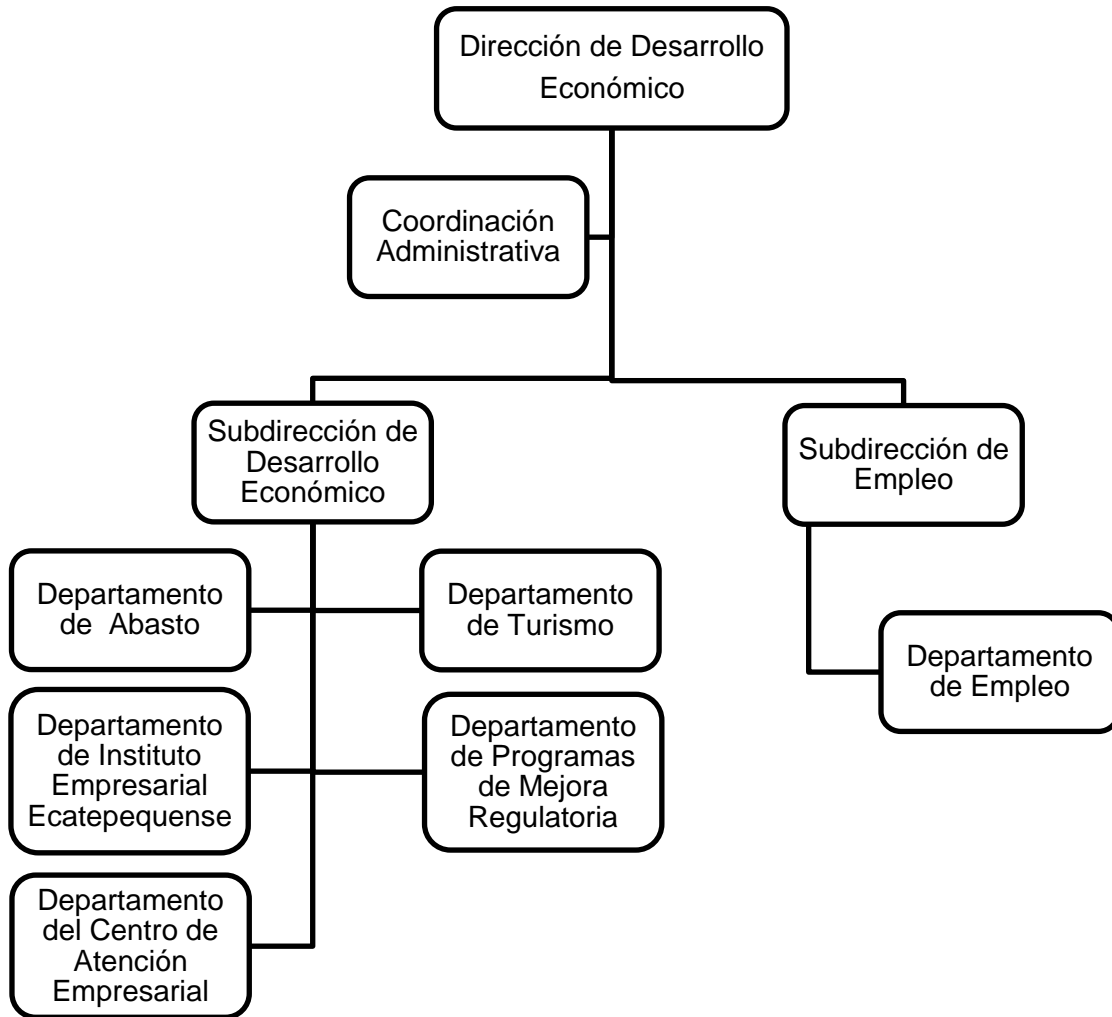 Dirección de Desarrollo
Económico
Coordinación
Administrativa
Subdirección de
Desarrollo
Económico
Subdirección de
Empleo
Departamento
de Abasto
Departamento
de Turismo
Departamento
de Empleo
Departamento
de Instituto
Empresarial
Ecatepequense
Departamento
de Programas
de Mejora
Regulatoria
Departamento
del Centro de
Atención
Empresarial